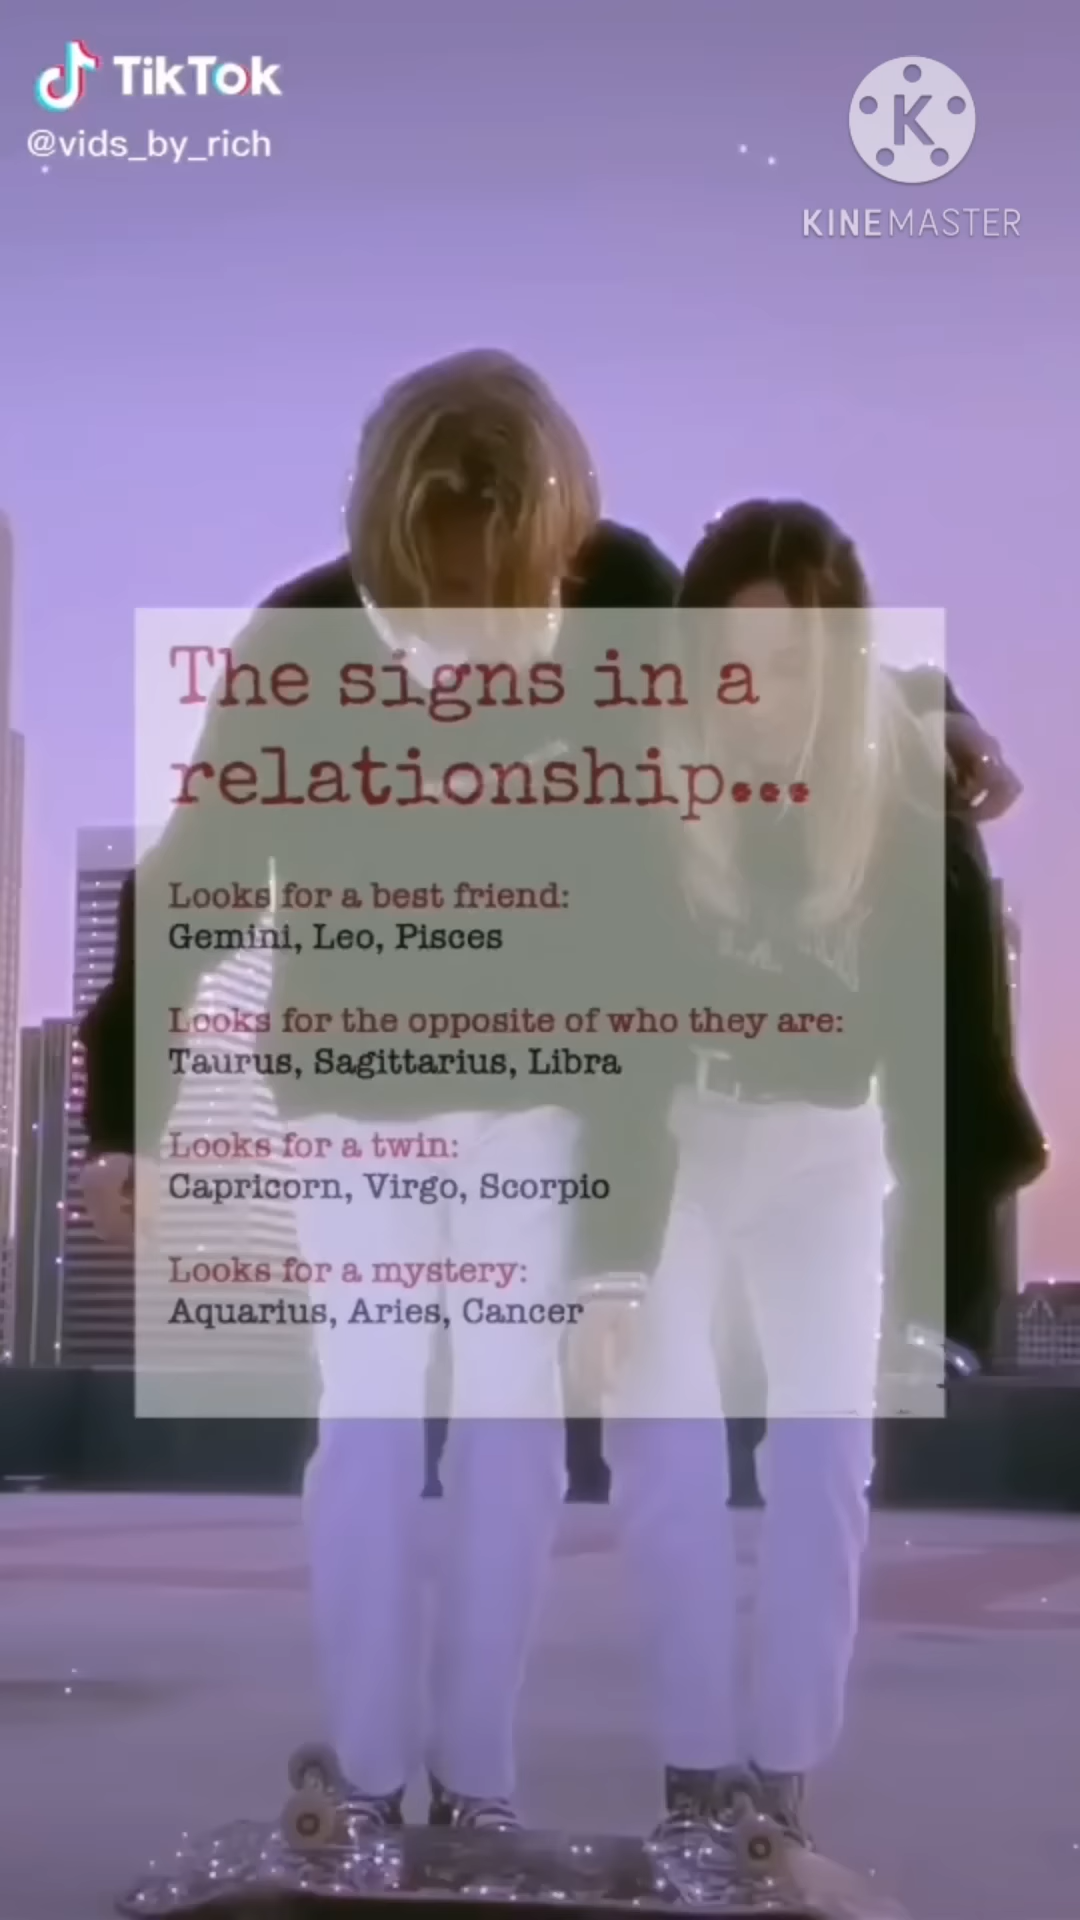 TikTok
@vids_by_rich
K
KINEMASTER
The signs in a
relationship...
Looks for a best friend:
Gemini, Leo, Pisces
Looks for the opposite of who they are:
Taurus, Sagittarius, Libra
Looks for a twin:
Capricorn, Virgo, Scorpio
Looks for a mystery:
Aquarius, Aries, Cancer